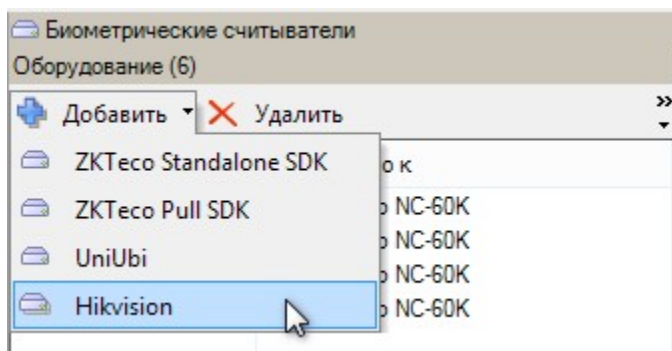 Биометрические считыватели
Оборудование (6)
Добавить Удалить »
ZKTeco Standalone SDK
о к
ZKTeco Pull SDK
NC-60K
UniUbi
NC-60K
NC-60K
Hikvision
NC-60K